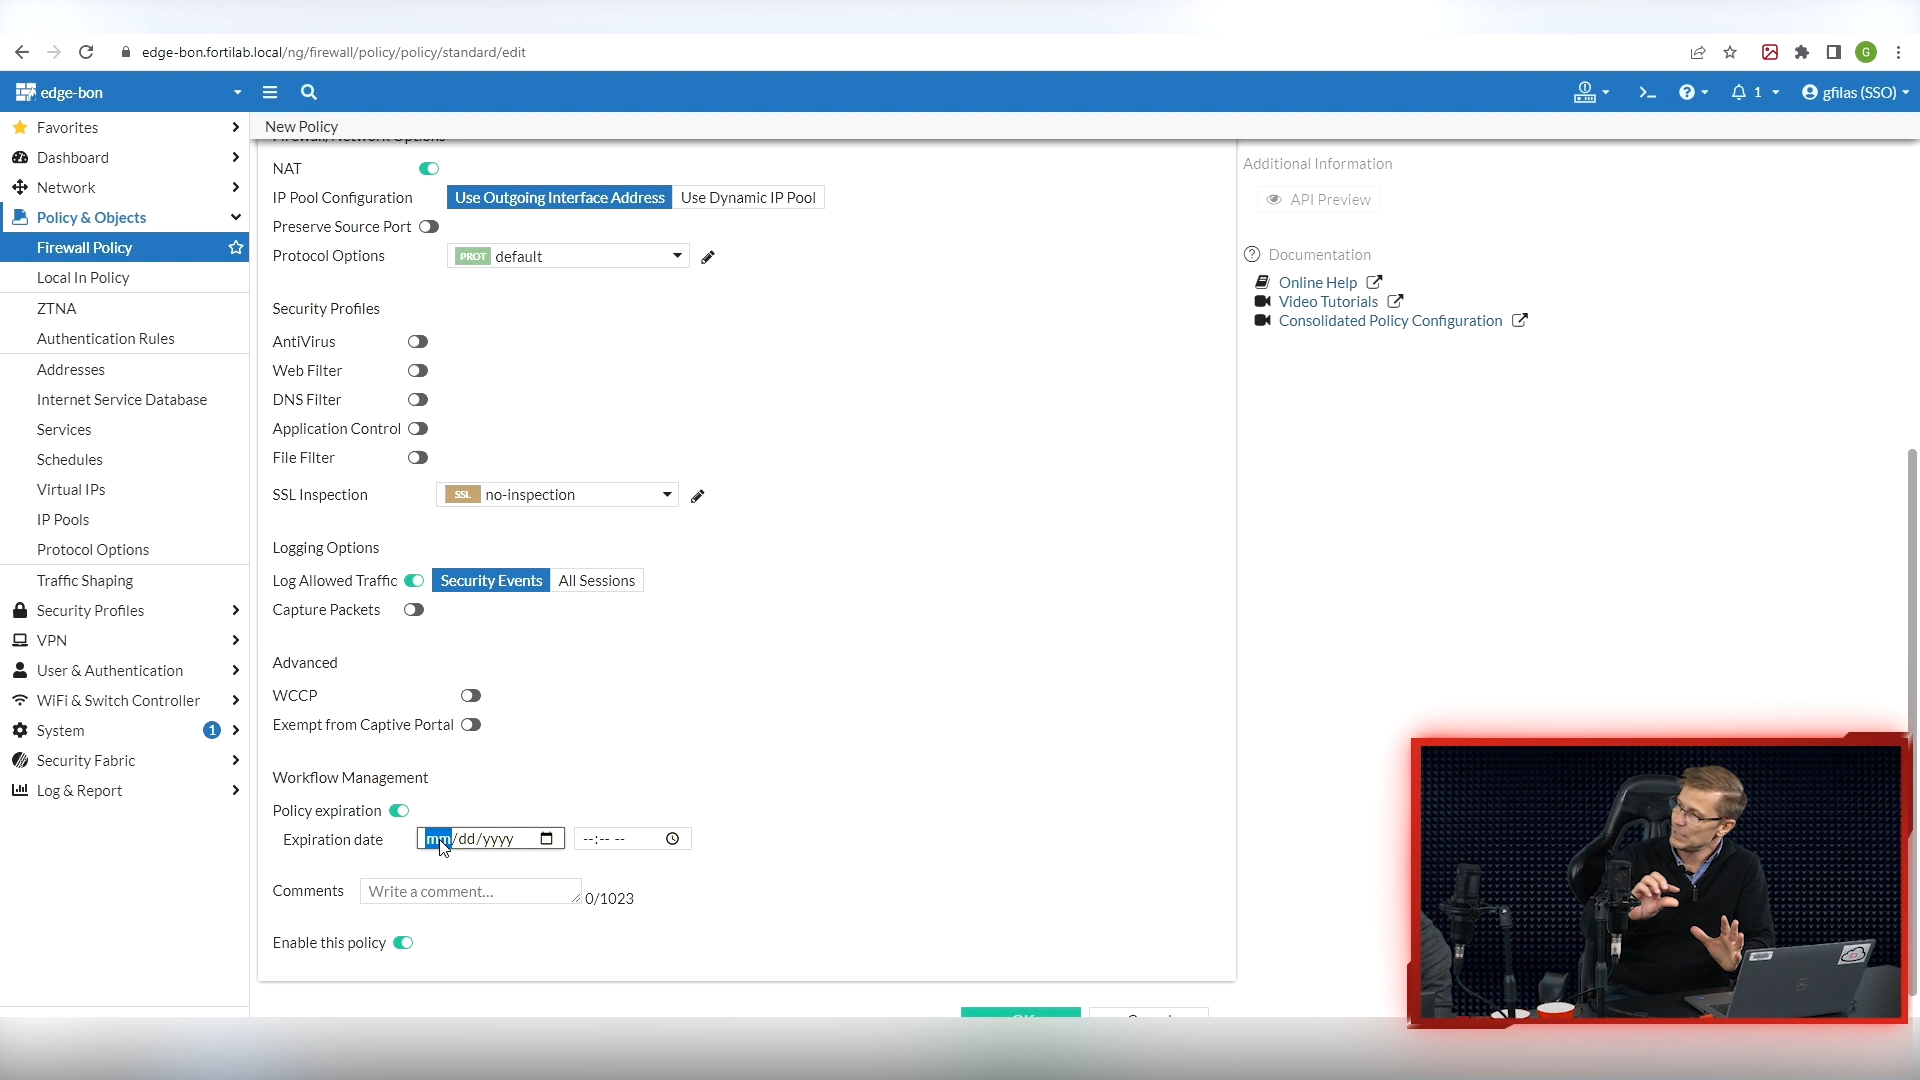 edge-bon.fortilab.local/ng/firewall/policy/policy/standard/edit
G
edge-bon
1
gfilas (SSO)
Favorites
Dashboard
Network
Policy & Objects
Firewall Policy
Local In Policy
ZTNA
Authentication Rules
Addresses
Internet Service Database
Services
Schedules
Virtual IPs
IP Pools
Protocol Options
Traffic Shaping
Security Profiles
VPN
User & Authentication
WiFi & Switch Controller
System 1
Security Fabric
Log & Report
New Policy
Firewall/Network Options
NAT
IP Pool Configuration Use Outgoing Interface Address Use Dynamic IP Pool
Preserve Source Port
Protocol Options PROT default
Security Profiles
AntiVirus
Web Filter
DNS Filter
Application Control
File Filter
SSL Inspection SSL no-inspection
Logging Options
Log Allowed Traffic Security Events All Sessions
Capture Packets
Advanced
WCCP
Exempt from Captive Portal
Workflow Management
Policy expiration
Expiration date mm/dd/yyyy --:-- --
Comments Write a comment... 0/1023
Enable this policy
Additional Information
API Preview
Documentation
Online Help
Video Tutorials
Consolidated Policy Configuration